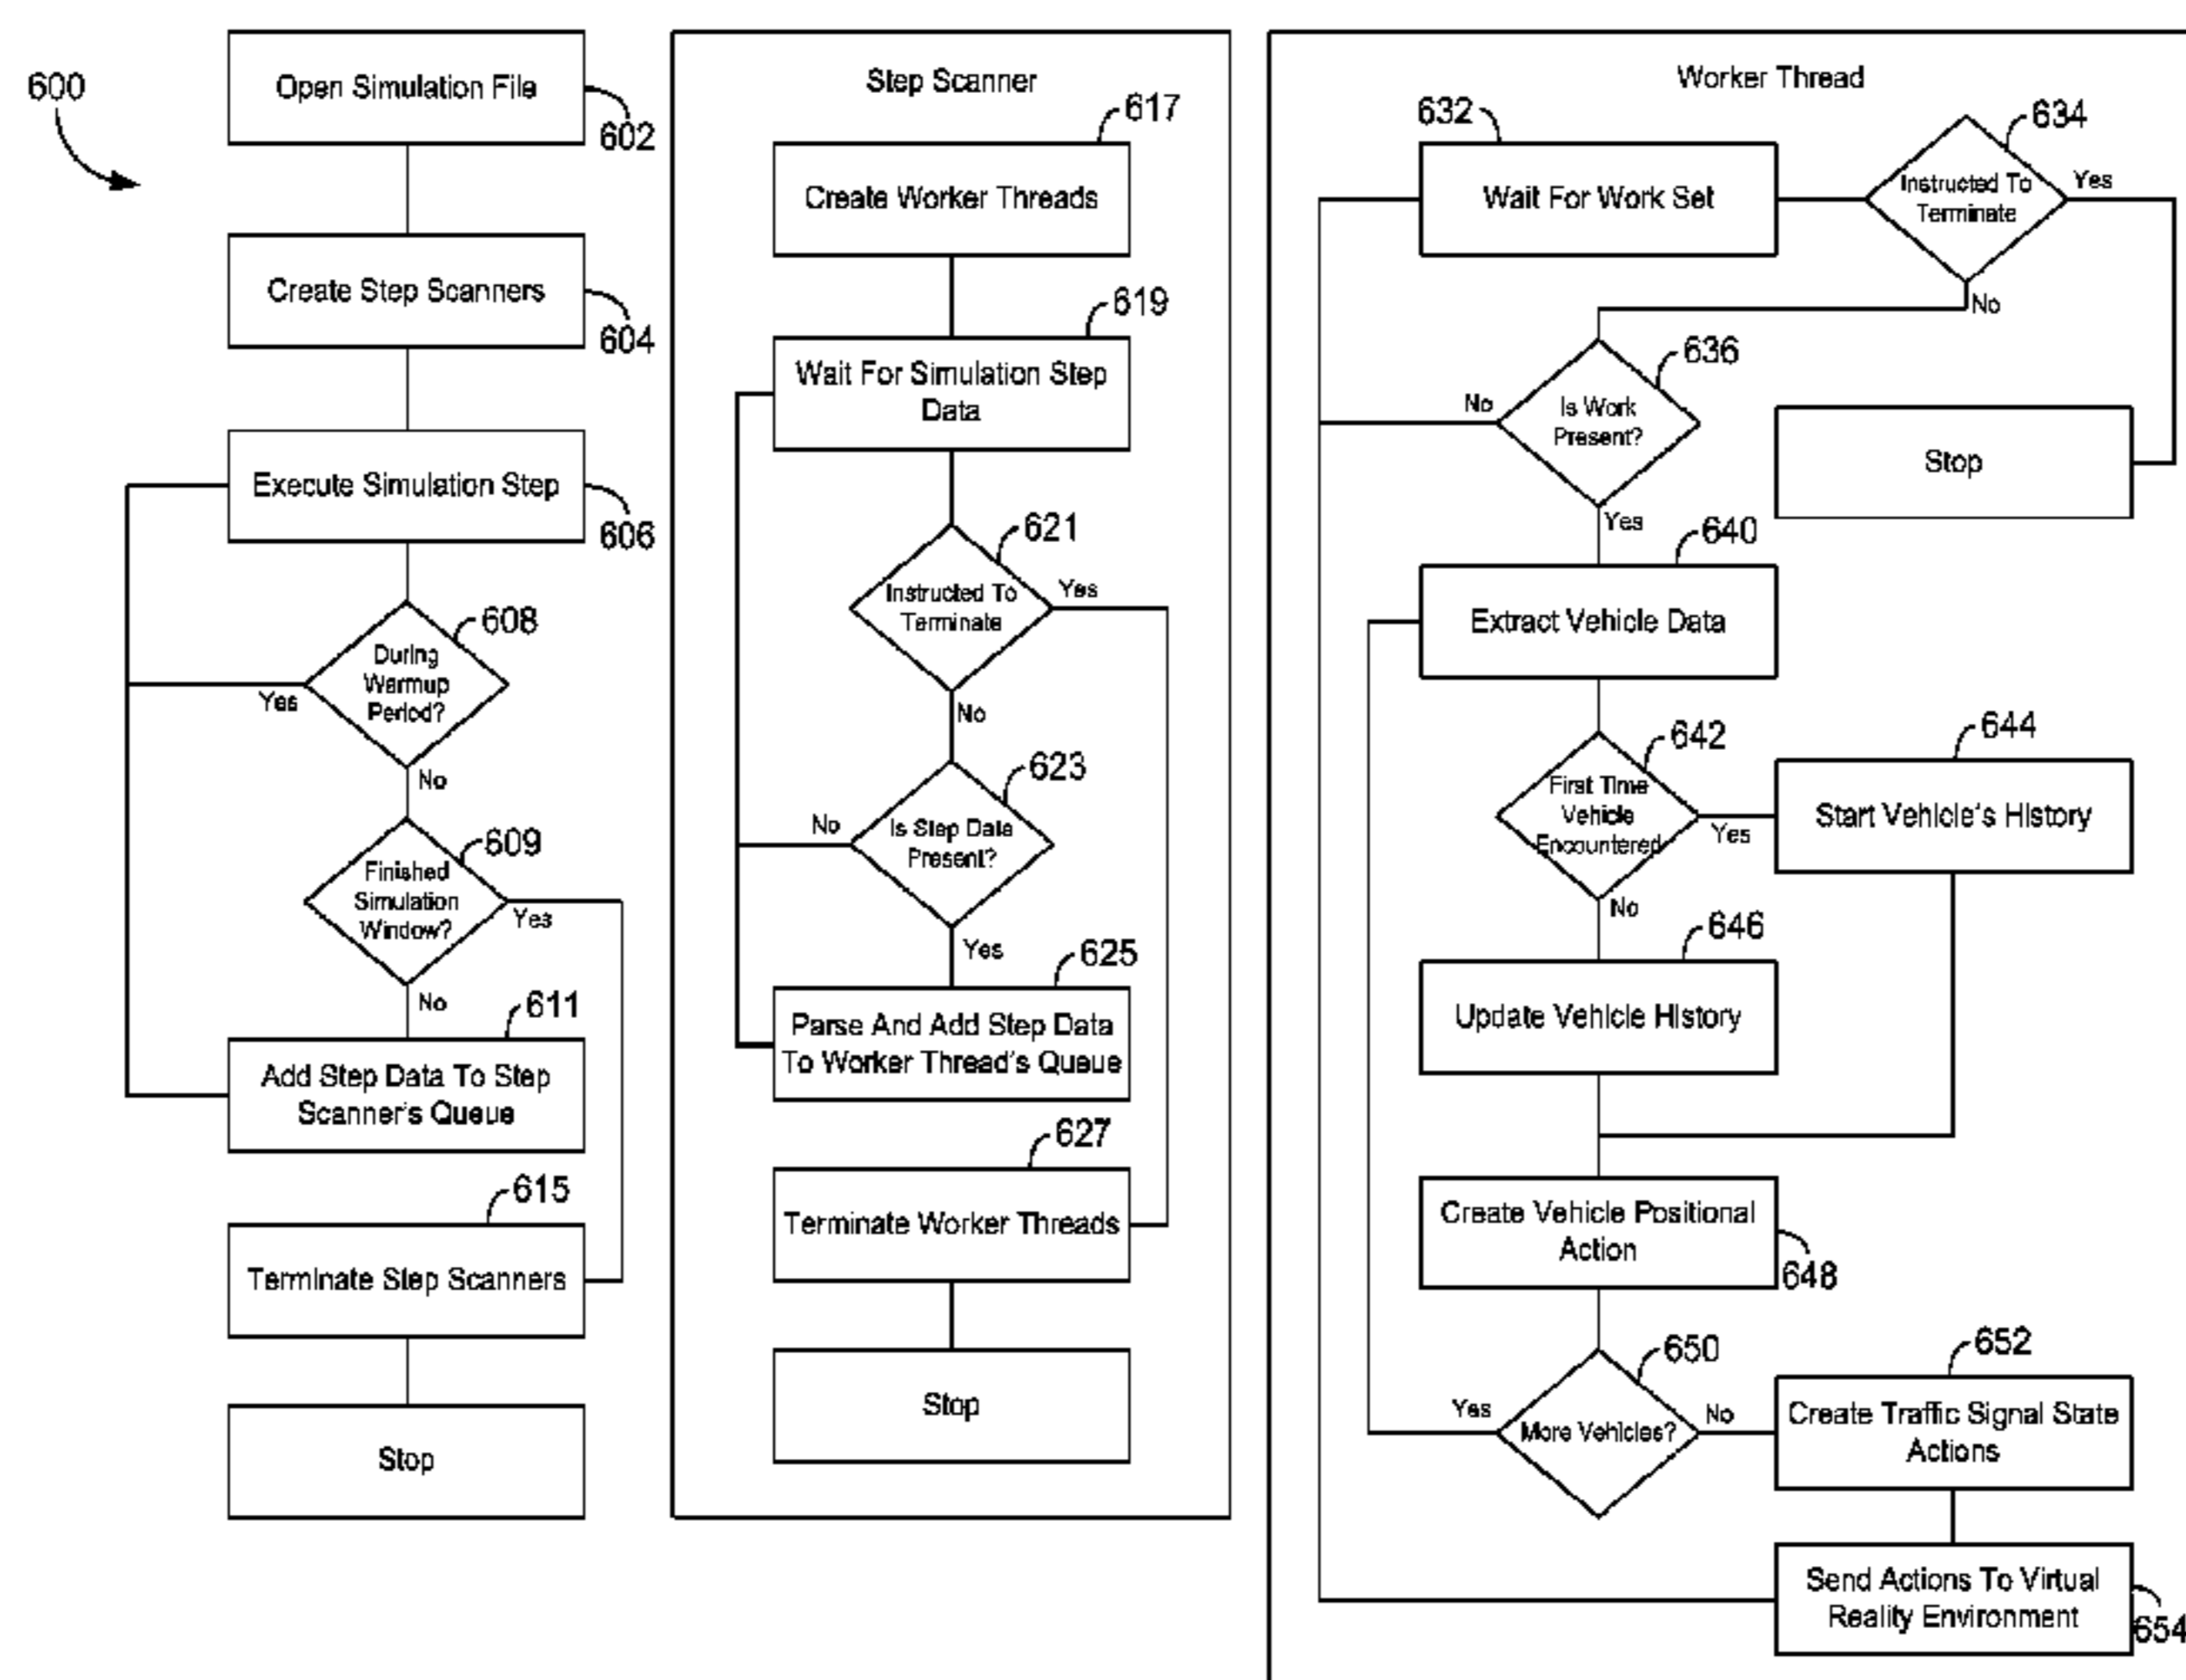 600
Open Simulation File
602
Create Step Scanners
604
Execute Simulation Step
606
608
During
Warmup
Period?
Yes
No
609
Finished
Simulation
Window?
Yes
No
611
Add Step Data To Step
Scanner's Queue
615
Terminate Step Scanners
Stop
Step Scanner
617
Create Worker Threads
619
Wait For Simulation Step
Data
621
Instructed To
Terminate
Yes
No
623
Is Step Data
Present?
No
Yes
625
Parse And Add Step Data
To Worker Thread's Queue
627
Terminate Worker Threads
Stop
Worker Thread
632
Wait For Work Set
634
Instructed To
Terminate
Yes
No
636
Is Work
Present?
No
Yes
Stop
640
Extract Vehicle Data
642
First Time
Vehicle
Encountered
Yes
No
644
Start Vehicle's History
646
Update Vehicle History
Create Vehicle Positional
Action
648
650
More Vehicles?
Yes
No
652
Create Traffic Signal State
Actions
Send Actions To Virtual
Reality Environment
654